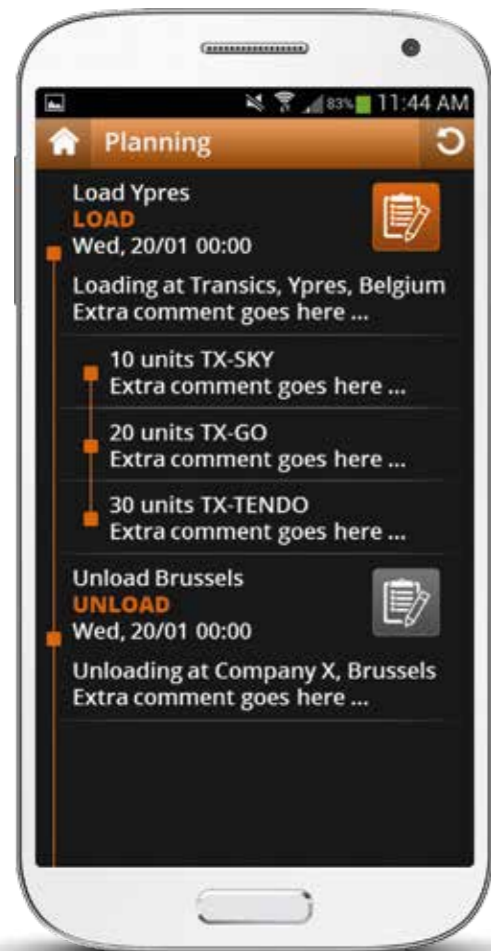 83% 11:44 AM
Planning
Load Ypres
LOAD
Wed, 20/01 00:00
Loading at Transics, Ypres, Belgium
Extra comment goes here ...
10 units TX-SKY
Extra comment goes here ...
20 units TX-GO
Extra comment goes here ...
30 units TX-TENDO
Extra comment goes here ...
Unload Brussels
UNLOAD
Wed, 20/01 00:00
Unloading at Company X, Brussels
Extra comment goes here ...